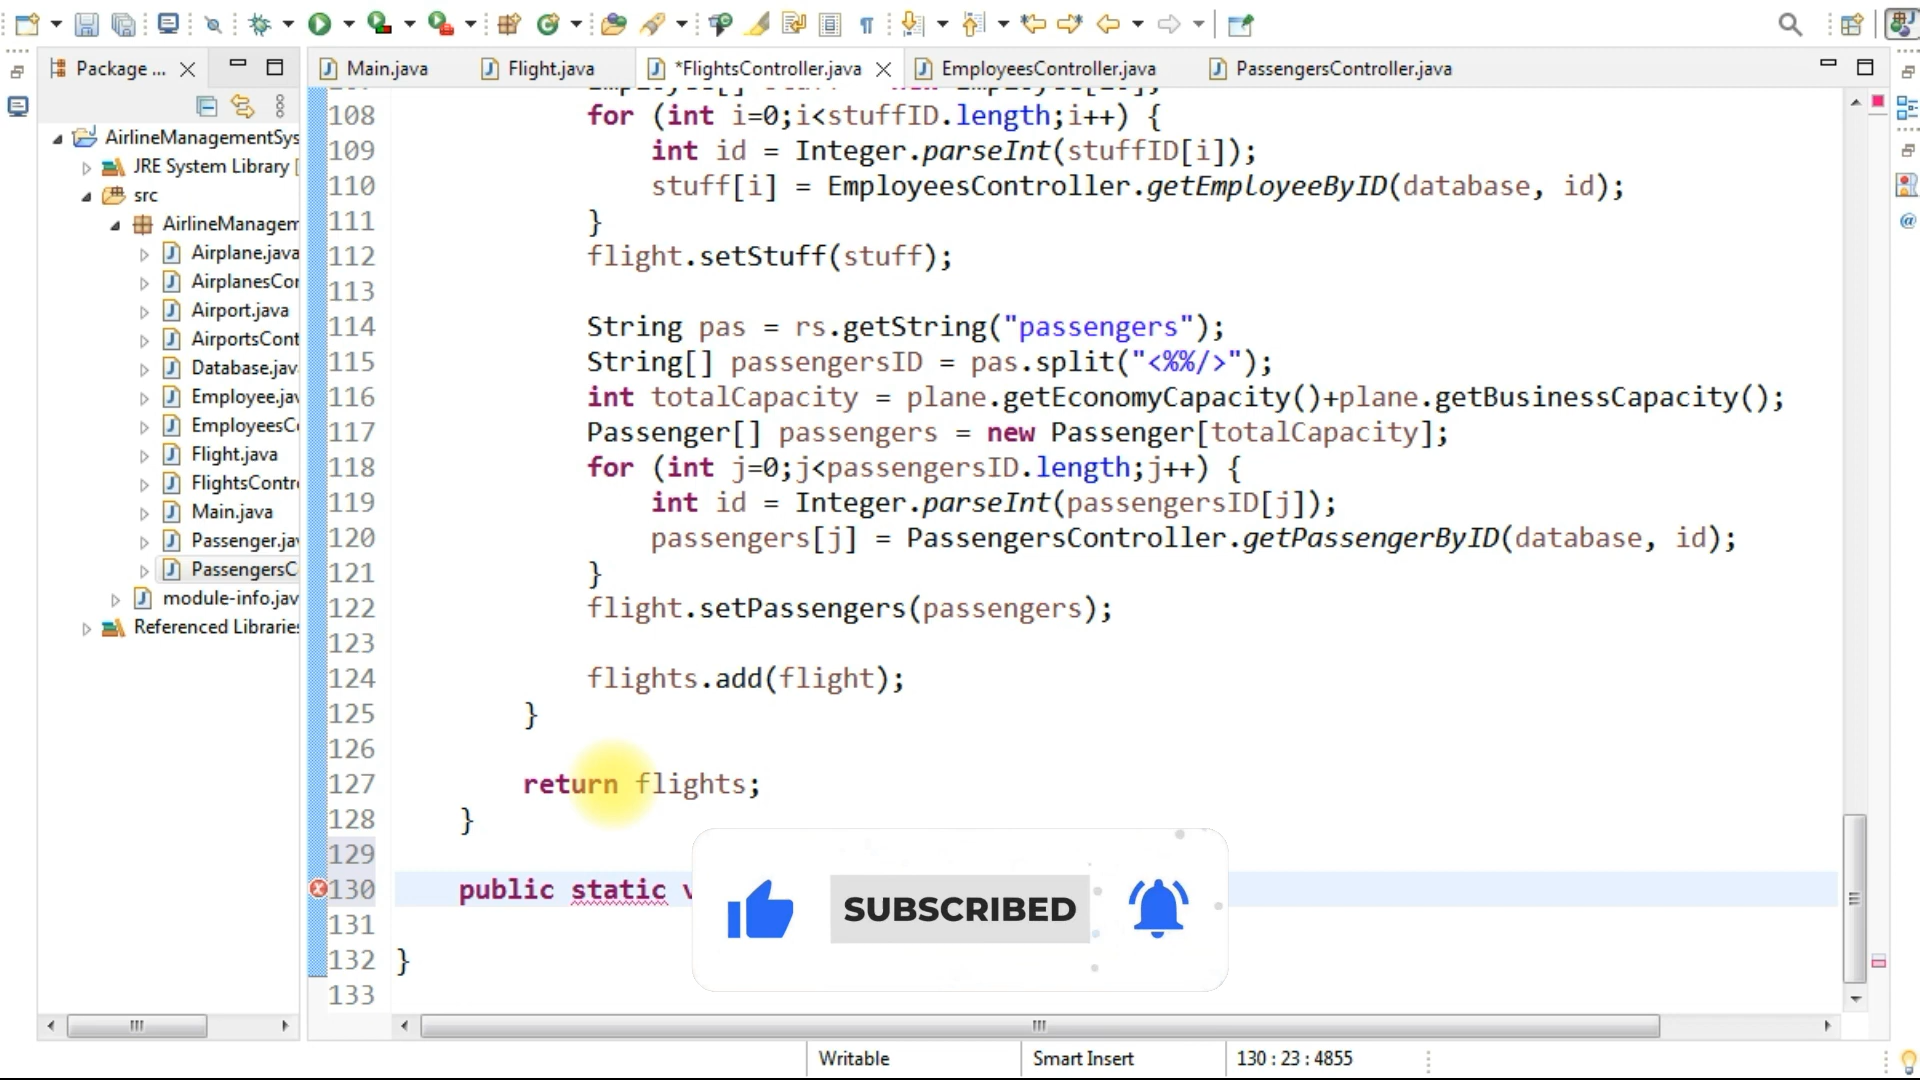 Package ...
Main.java
Flight.java
*FlightsController.java
EmployeesController.java
PassengersController.java
AirlineManagementSys
JRE System Library [
src
AirlineManagem
Airplane.java
AirplanesCor
Airport.java
AirportsCont
Database.jav
Employee.jav
EmployeesCo
Flight.java
FlightsContro
Main.java
Passenger.jav
PassengersC
module-info.jav
Referenced Libraries
108 for (int i=0;i<stuffID.length;i++) {
109 int id = Integer.parseInt(stuffID[i]);
110 stuff[i] = EmployeesController.getEmployeeByID(database, id);
111 }
112 flight.setStuff(stuff);
113
114 String pas = rs.getString("passengers");
115 String[] passengersID = pas.split("<%%/>");
116 int totalCapacity = plane.getEconomyCapacity()+plane.getBusinessCapacity();
117 Passenger[] passengers = new Passenger[totalCapacity];
118 for (int j=0;j<passengersID.length;j++) {
119 int id = Integer.parseInt(passengersID[j]);
120 passengers[j] = PassengersController.getPassengerByID(database, id);
121 }
122 flight.setPassengers(passengers);
123
124 flights.add(flight);
125 }
126
127 return flights;
128 }
129
130 public static v
131
132 }
133
SUBSCRIBED
Writable
Smart Insert
130 : 23 : 4855